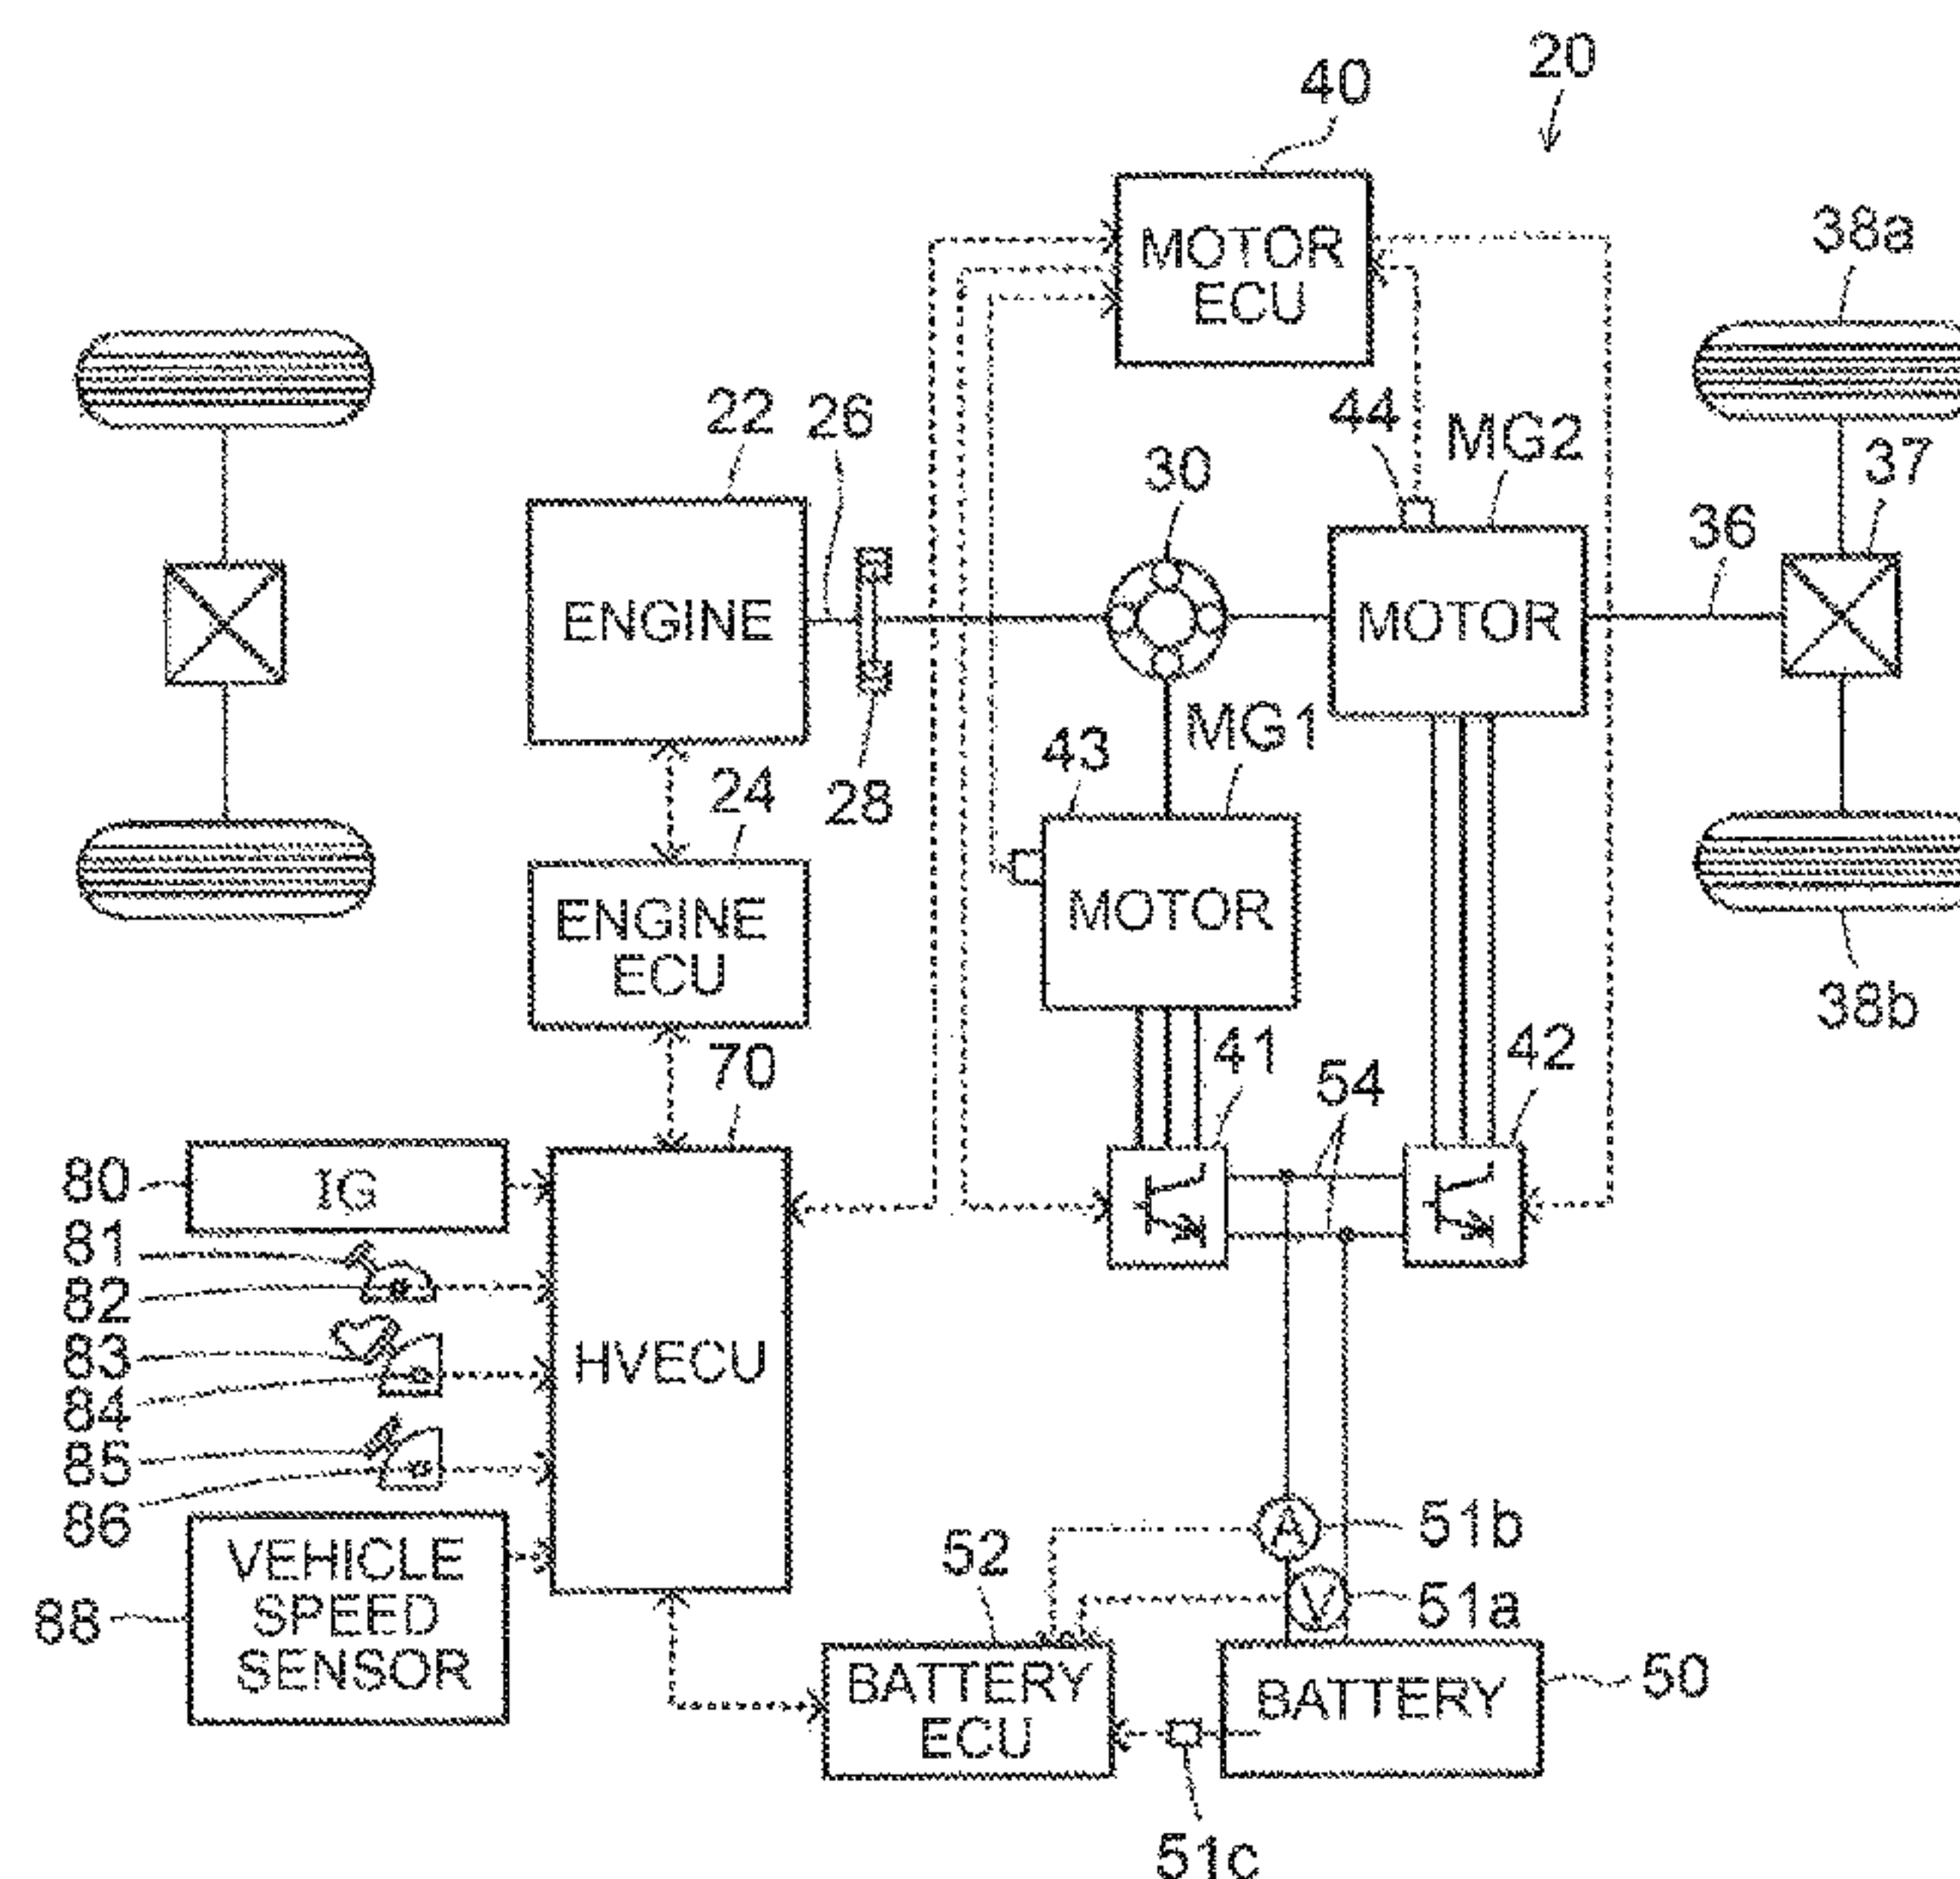 20
40
MOTOR
ECU
38a
22
26
44
MG2
30
37
36
ENGINE
MOTOR
MG1
43
24
28
ENGINE
ECU
MOTOR
38b
70
41
54
42
80
IG
81
82
83
84
85
86
HVECU
88
VEHICLE
SPEED
SENSOR
52
A
51b
V
51a
BATTERY
ECU
BATTERY
50
51c